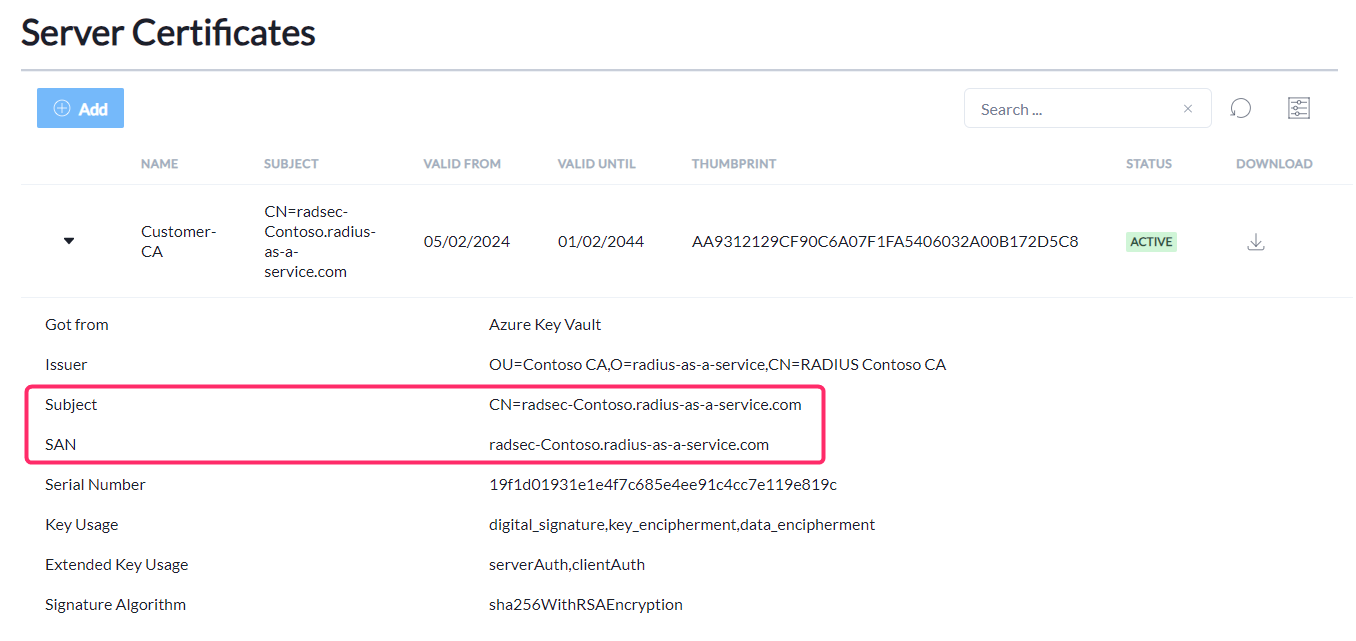 Server Certificates
Add
Search ...
NAME SUBJECT VALID FROM VALID UNTIL THUMBPRINT STATUS DOWNLOAD
Customer-CA CN=radsec-Contoso.radius-as-a-service.com 05/02/2024 01/02/2044 AA9312129CF90C6A07F1FA5406032A00B172D5C8 ACTIVE
Got from Azure Key Vault
Issuer OU=Contoso CA,O=radius-as-a-service,CN=RADIUS Contoso CA
Subject CN=radsec-Contoso.radius-as-a-service.com
SAN radsec-Contoso.radius-as-a-service.com
Serial Number 19f1d01931e1e4f7c685e4ee91c4cc7e119e819c
Key Usage digital_signature,key_encipherment,data_encipherment
Extended Key Usage serverAuth,clientAuth
Signature Algorithm sha256WithRSAEncryption